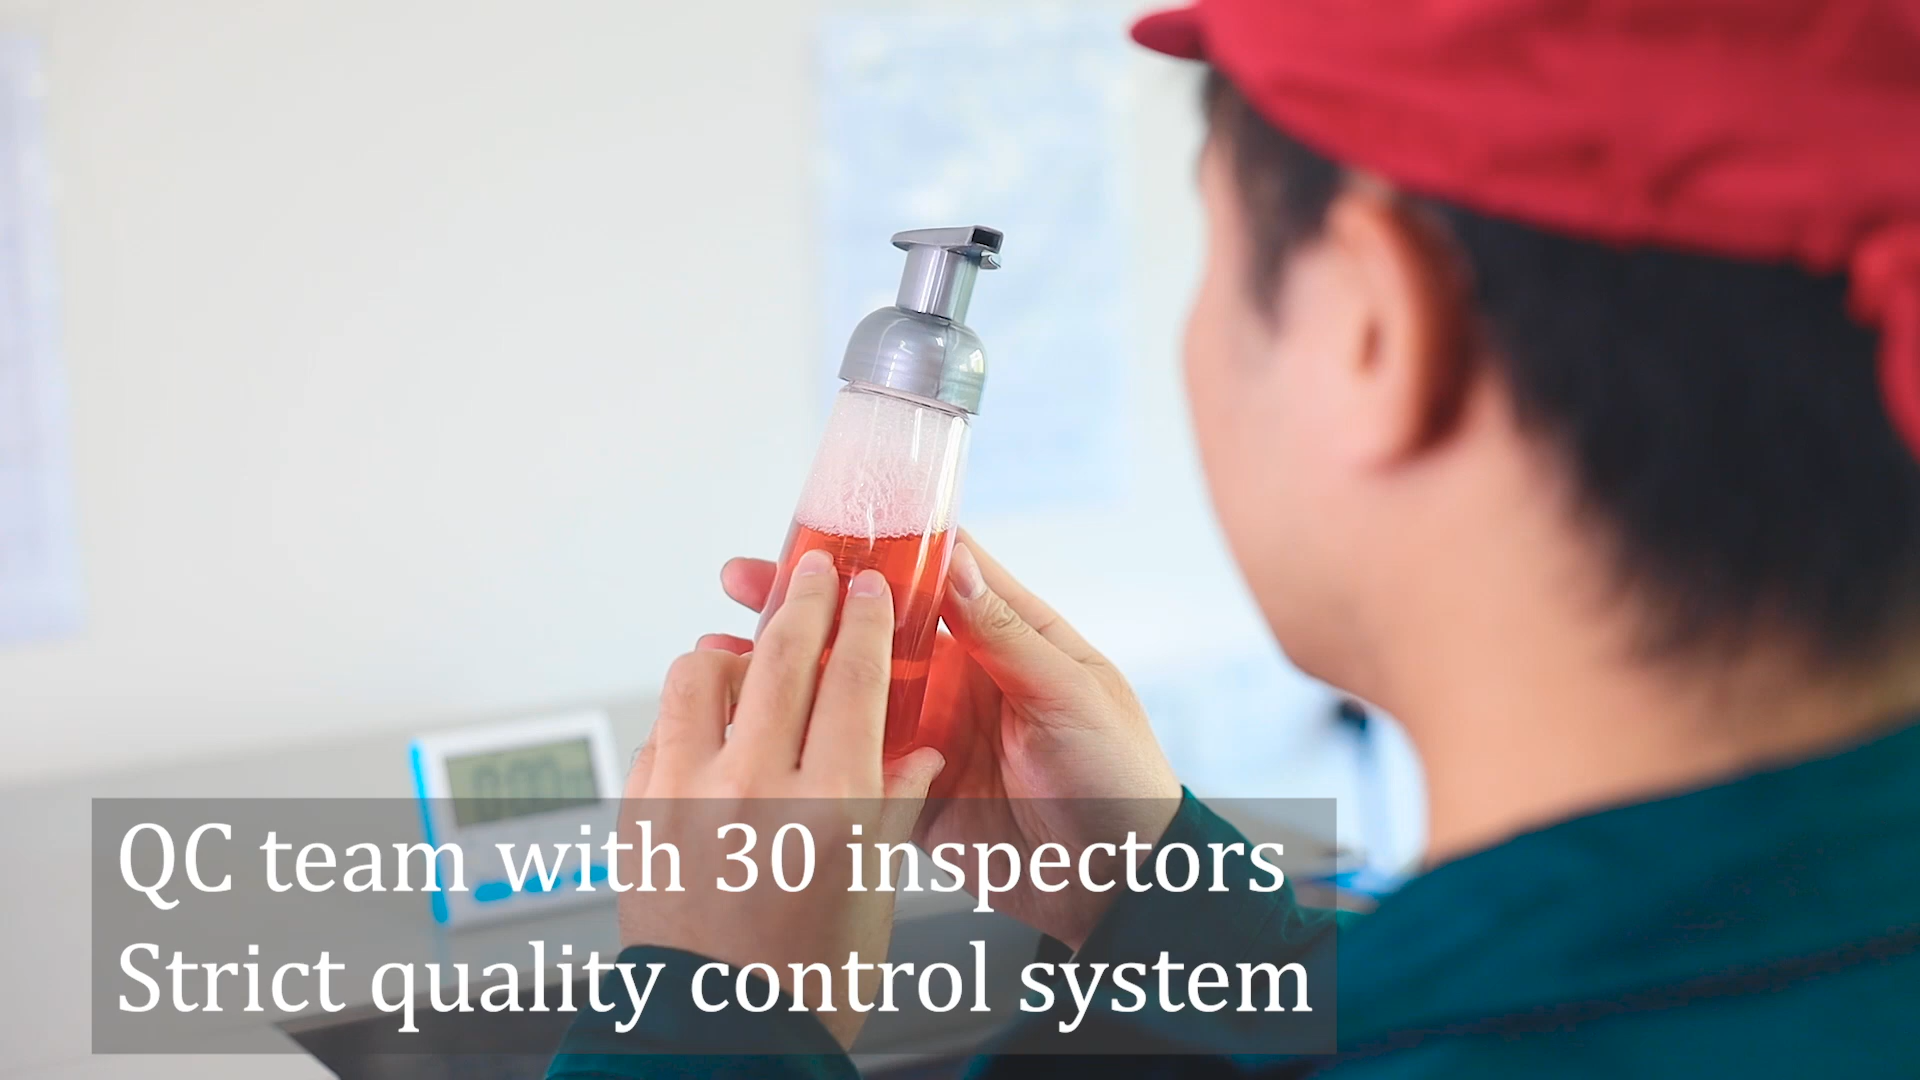 QC team with 30 inspectors
Strict quality control system